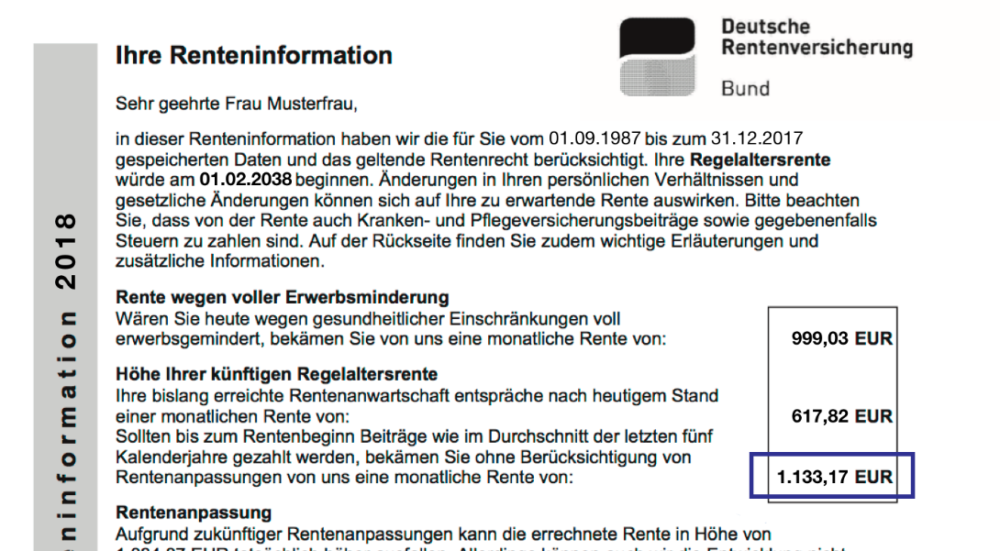 Deutsche
Rentenversicherung
Bund
Ihre Renteninformation
Sehr geehrte Frau Musterfrau,
in dieser Renteninformation haben wir die für Sie vom 01.09.1987 bis zum 31.12.2017
gespeicherten Daten und das geltende Rentenrecht berücksichtigt. Ihre Regelaltersrente
würde am 01.02.2038 beginnen. Änderungen in Ihren persönlichen Verhältnissen und
gesetzliche Änderungen können sich auf Ihre zu erwartende Rente auswirken. Bitte beachten
Sie, dass von der Rente auch Kranken- und Pflegeversicherungsbeiträge sowie gegebenenfalls
Steuern zu zahlen sind. Auf der Rückseite finden Sie zudem wichtige Erläuterungen und
zusätzliche Informationen.
Rente wegen voller Erwerbsminderung
Wären Sie heute wegen gesundheitlicher Einschränkungen voll
erwerbsgemindert, bekämen Sie von uns eine monatliche Rente von: 999,03 EUR
Höhe Ihrer künftigen Regelaltersrente
Ihre bislang erreichte Rentenanwartschaft entspräche nach heutigem Stand
einer monatlichen Rente von: 617,82 EUR
Sollten bis zum Rentenbeginn Beiträge wie im Durchschnitt der letzten fünf
Kalenderjahre gezahlt werden, bekämen Sie ohne Berücksichtigung von
Rentenanpassungen von uns eine monatliche Rente von: 1.133,17 EUR
Rentenanpassung
Aufgrund zukünftiger Rentenanpassungen kann die errechnete Rente in Höhe von
eninformation 2018